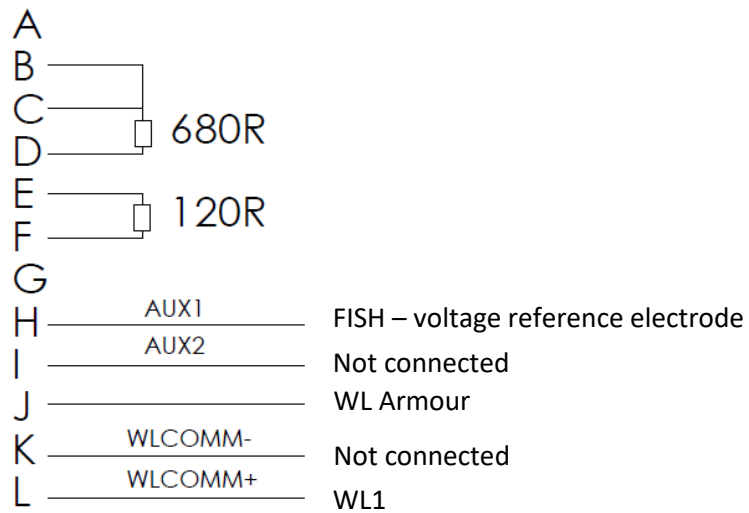 A
B
C
680R
D
E
120R
F
G
H AUX1 FISH – voltage reference electrode
I AUX2 Not connected
J WL Armour
K WLCOMM- Not connected
L WLCOMM+ WL1